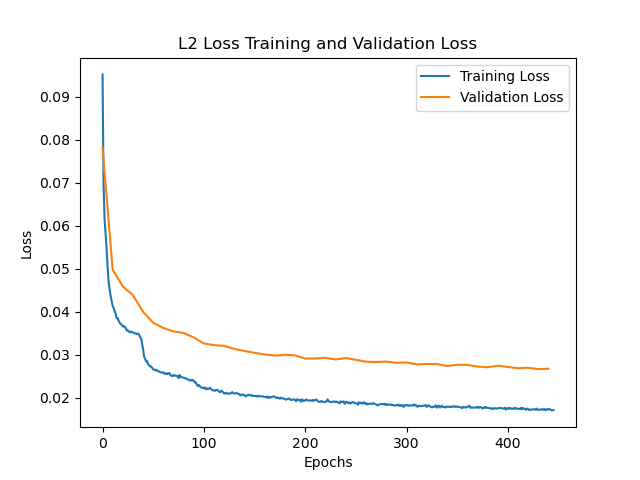 L2 Loss Training and Validation Loss
Training Loss
Validation Loss
0.09
0.08
0.07
0.06
0.05
0.04
0.03
0.02
Loss
0
100
200
300
400
Epochs